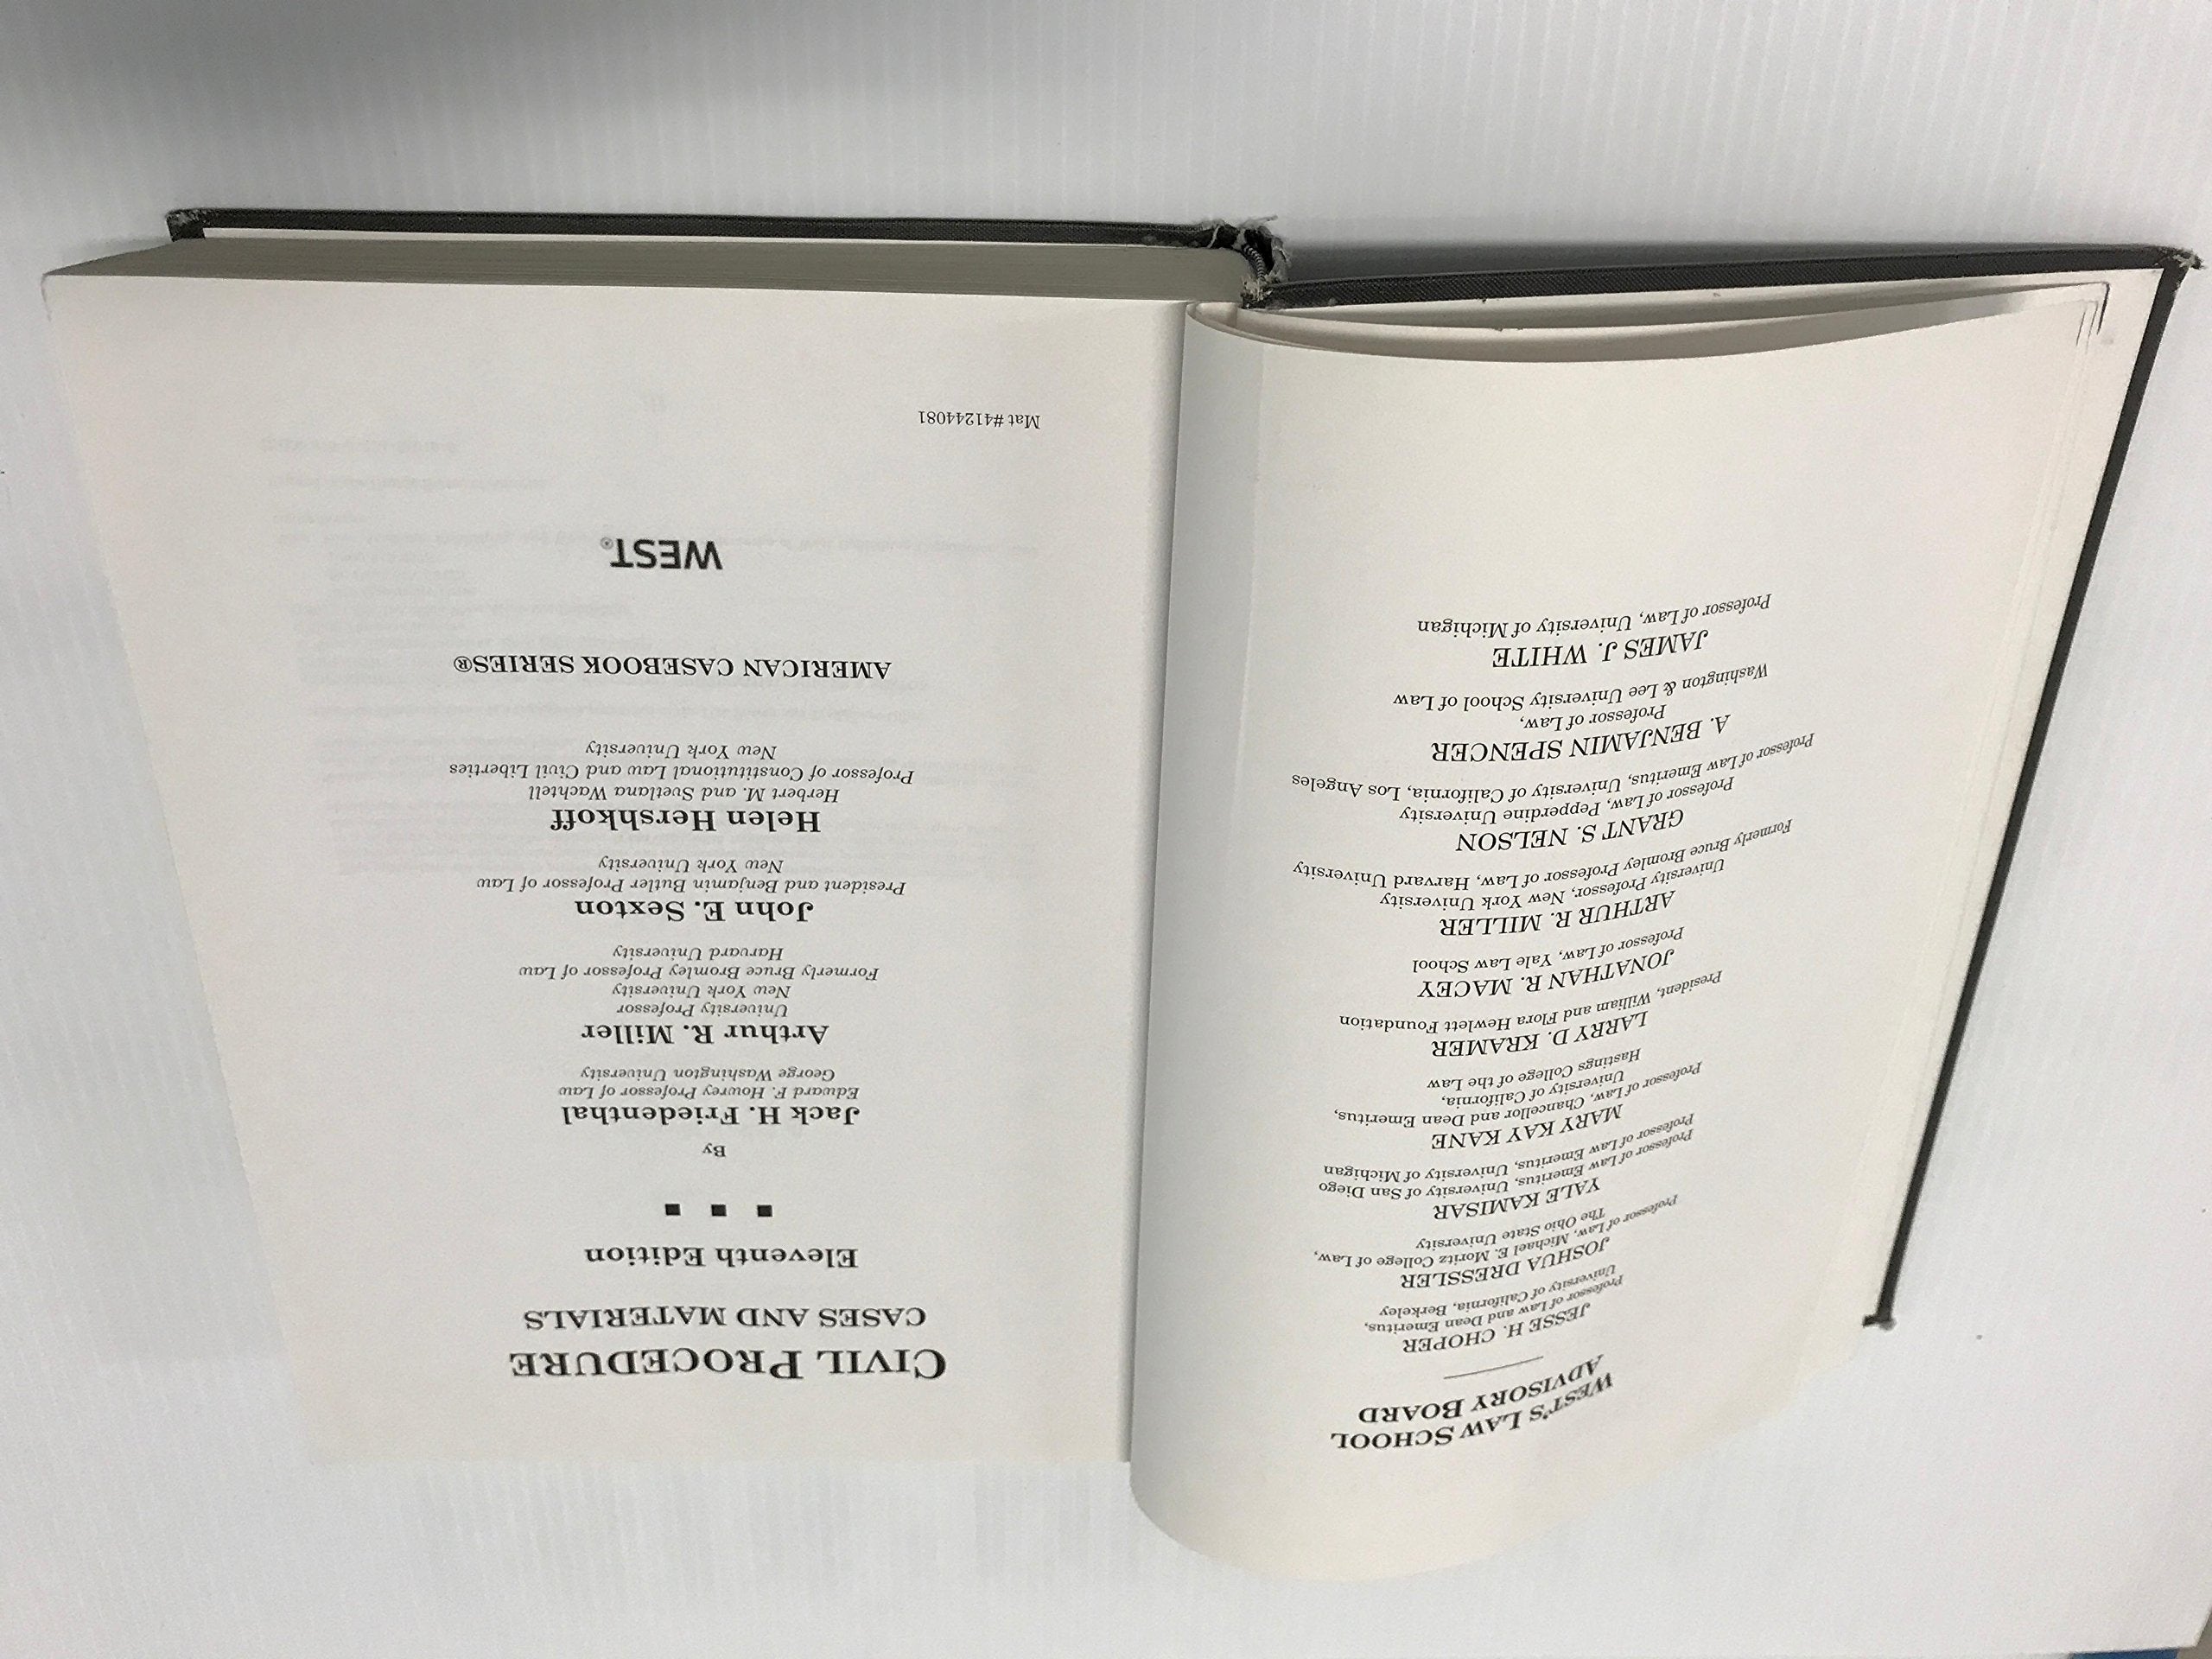 WEST'S LAW SCHOOL
ADVISORY BOARD
JESSE H. CHOPER
Professor of Law and Dean Emeritus,
University of California, Berkeley
JOSHUA DRESSLER
Professor of Law, Michael E. Moritz College of Law,
The Ohio State University
YALE KAMISAR
Professor of Law Emeritus, University of San Diego
Professor of Law Emeritus, University of Michigan
MARY KAY KANE
Professor of Law, Chancellor and Dean Emeritus,
University of California,
Hastings College of the Law
LARRY D. KRAMER
President, William and Flora Hewlett Foundation
JONATHAN R. MACEY
Professor of Law, Yale Law School
ARTHUR R. MILLER
University Professor, New York University
Formerly Bruce Bromley Professor of Law, Harvard University
GRANT S. NELSON
Professor of Law, Pepperdine University
Professor of Law Emeritus, University of California, Los Angeles
A. BENJAMIN SPENCER
Professor of Law,
Washington & Lee University School of Law
JAMES J. WHITE
Professor of Law, University of Michigan
CIVIL PROCEDURE
CASES AND MATERIALS
Eleventh Edition
By
Jack H. Friedenthal
Edward F. Howrey Professor of Law
George Washington University
Arthur R. Miller
University Professor
New York University
Formerly Bruce Bromley Professor of Law
Harvard University
John E. Sexton
President and Benjamin Butler Professor of Law
New York University
Helen Hershkoff
Herbert M. and Svetlana Wachtell
Professor of Constitutional Law and Civil Liberties
New York University
AMERICAN CASEBOOK SERIES®
WEST®
Mat #41244081